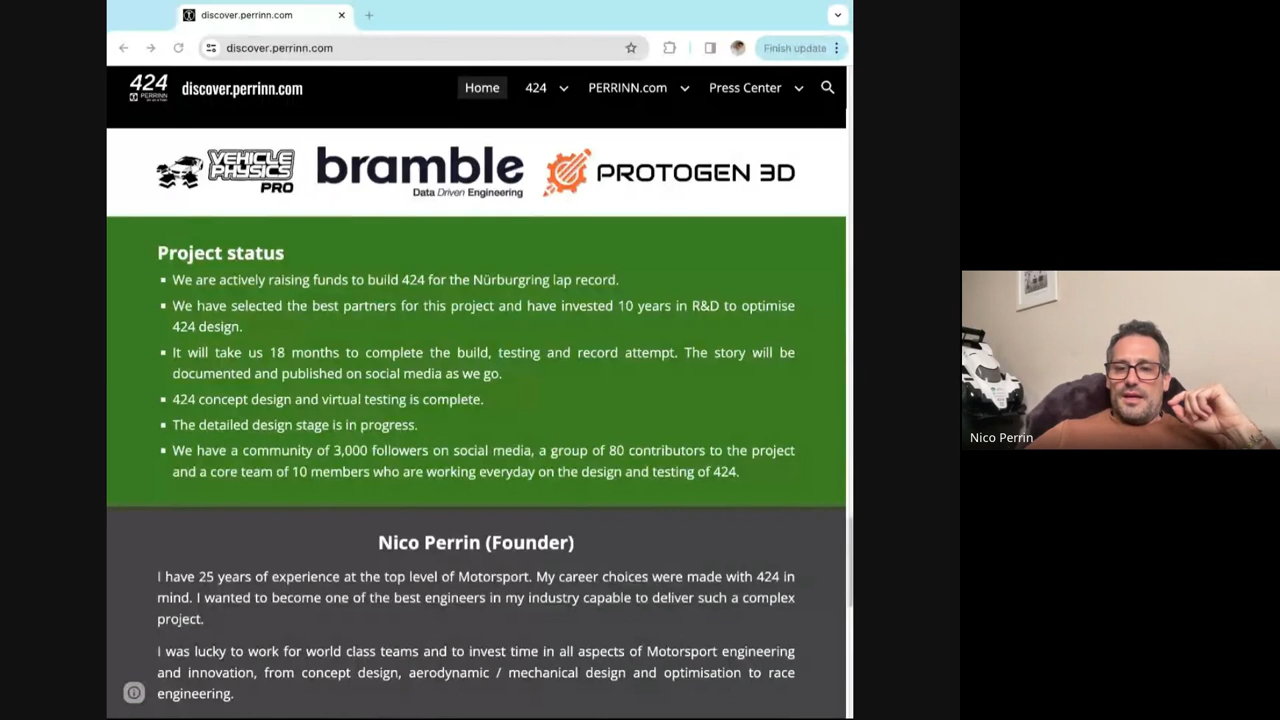 discover.perrinn.com
discover.perrinn.com
Finish update
424
PERRINN
discover.perrinn.com
Home
424
PERRINN.com
Press Center
VEHICLE
PHYSICS
PRO
bramble
Data Driven Engineering
PROTOGEN 3D
Project status
▪ We are actively raising funds to build 424 for the Nürburgring lap record.
▪ We have selected the best partners for this project and have invested 10 years in R&D to optimise
424 design.
▪ It will take us 18 months to complete the build, testing and record attempt. The story will be
documented and published on social media as we go.
▪ 424 concept design and virtual testing is complete.
▪ The detailed design stage is in progress.
▪ We have a community of 3,000 followers on social media, a group of 80 contributors to the project
and a core team of 10 members who are working everyday on the design and testing of 424.
Nico Perrin (Founder)
I have 25 years of experience at the top level of Motorsport. My career choices were made with 424 in
mind. I wanted to become one of the best engineers in my industry capable to deliver such a complex
project.
I was lucky to work for world class teams and to invest time in all aspects of Motorsport engineering
and innovation, from concept design, aerodynamic / mechanical design and optimisation to race
engineering.
Nico Perrin